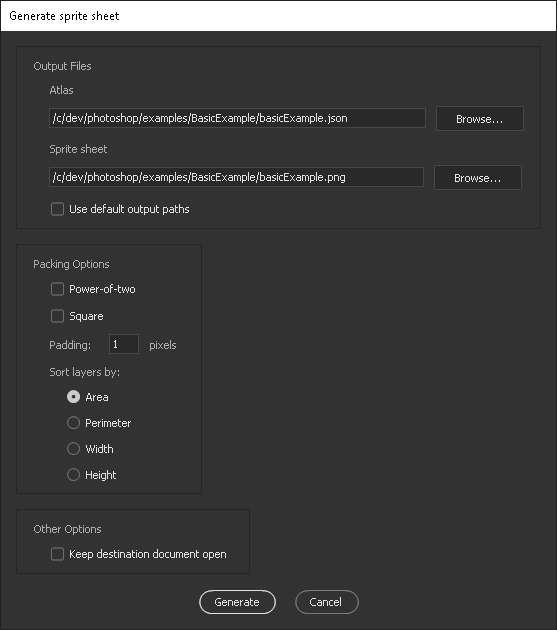 Generate sprite sheet
Output Files
Atlas
/c/dev/photoshop/examples/BasicExample/basicExample.json
Browse...
Sprite sheet
/c/dev/photoshop/examples/BasicExample/basicExample.png
Browse...
Use default output paths
Packing Options
Power-of-two
Square
Padding: 1 pixels
Sort layers by:
Area
Perimeter
Width
Height
Other Options
Keep destination document open
Generate Cancel